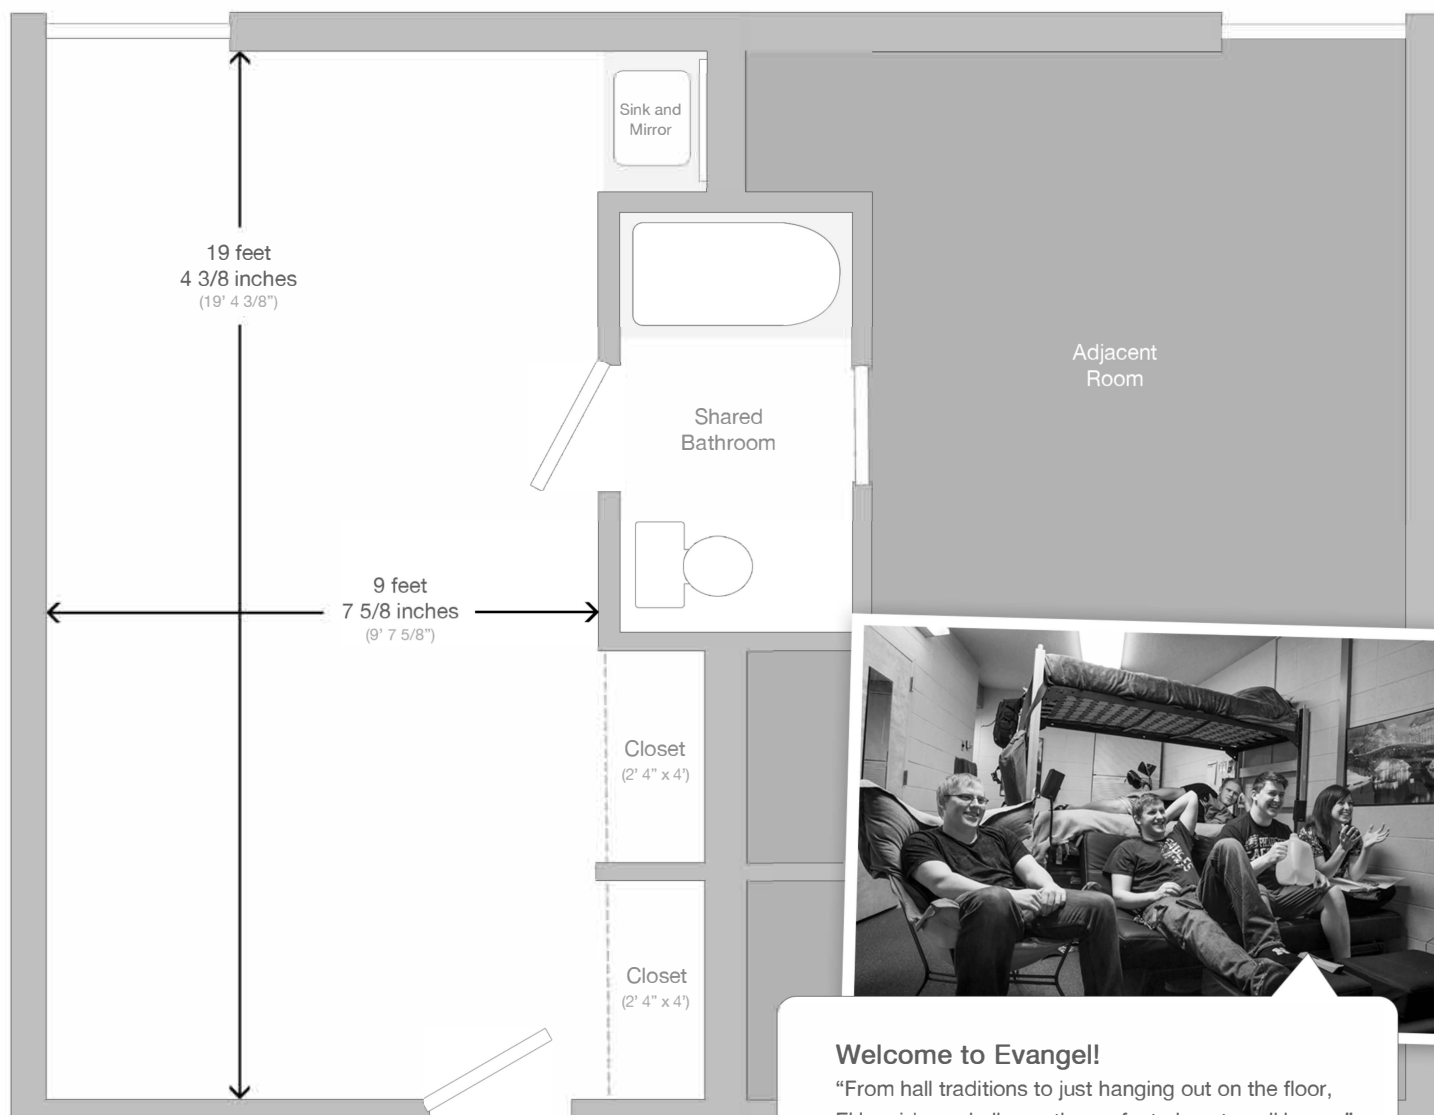 Sink and
Mirror
19 feet
4 3/8 inches
(19' 4 3/8")
Adjacent
Room
Shared
Bathroom
9 feet
7 5/8 inches
(9' 7 5/8")
Closet
(2' 4" x 4')
Closet
(2' 4" x 4')
Welcome to Evangel!
“From hall traditions to just hanging out on the floor,